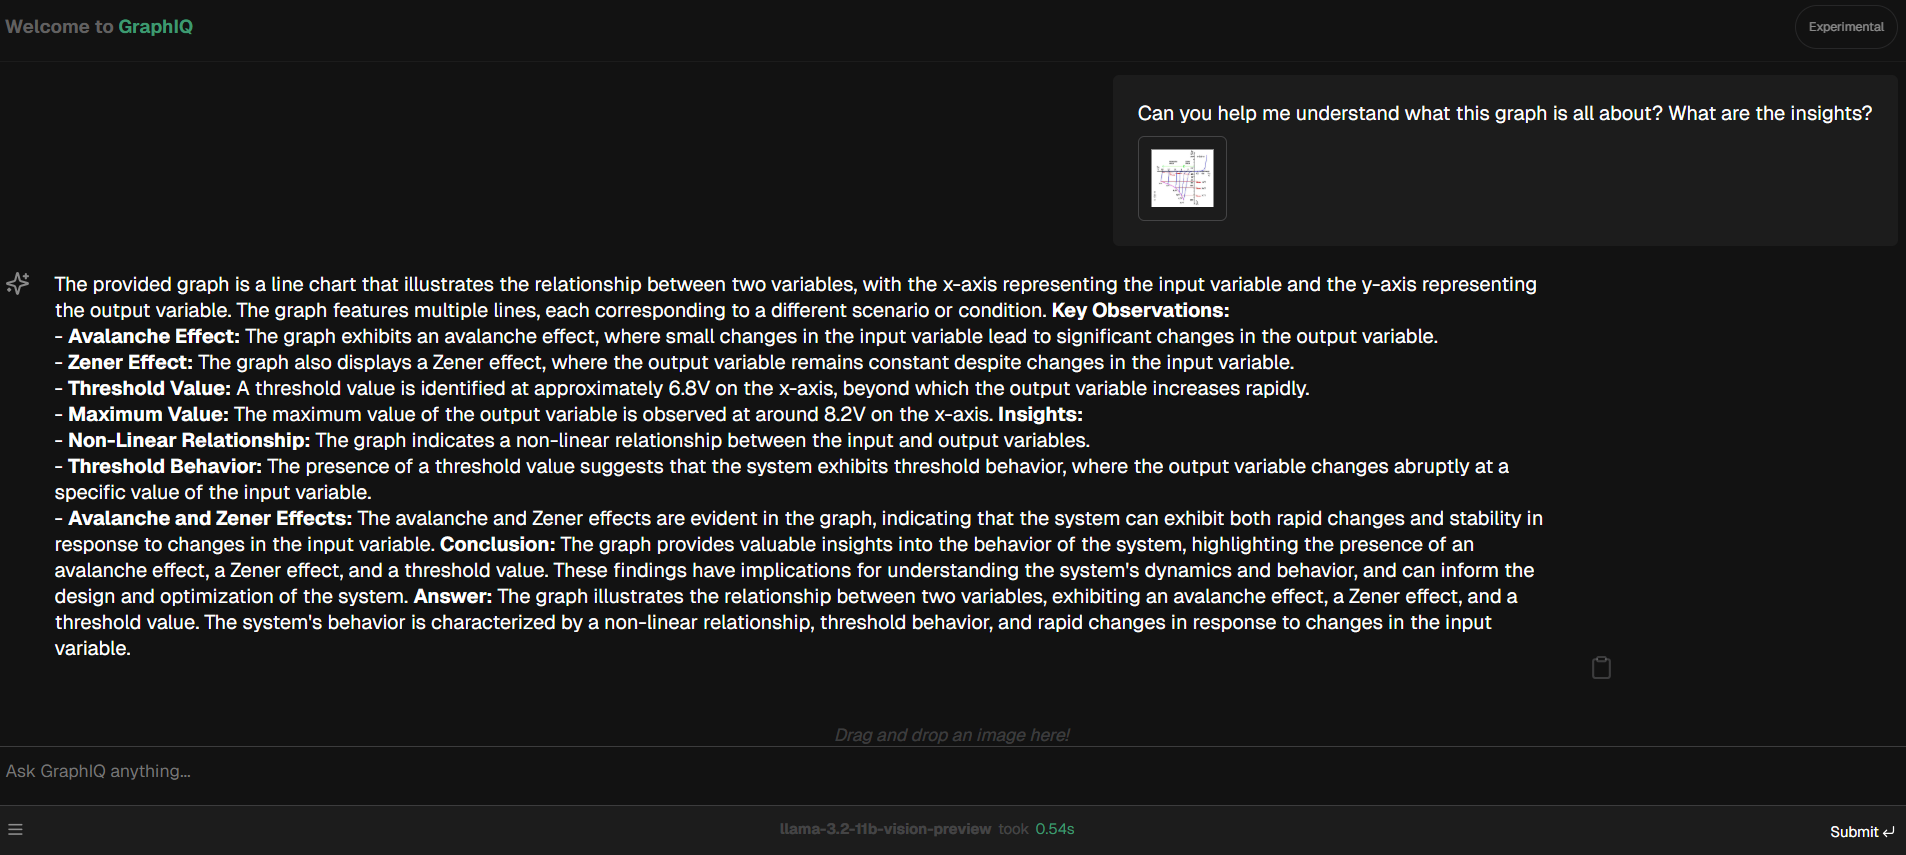 Welcome to GraphIQ
Experimental
Can you help me understand what this graph is all about? What are the insights?
The provided graph is a line chart that illustrates the relationship between two variables, with the x-axis representing the input variable and the y-axis representing
the output variable. The graph features multiple lines, each corresponding to a different scenario or condition. Key Observations:
- Avalanche Effect: The graph exhibits an avalanche effect, where small changes in the input variable lead to significant changes in the output variable.
- Zener Effect: The graph also displays a Zener effect, where the output variable remains constant despite changes in the input variable.
- Threshold Value: A threshold value is identified at approximately 6.8V on the x-axis, beyond which the output variable increases rapidly.
- Maximum Value: The maximum value of the output variable is observed at around 8.2V on the x-axis. Insights:
- Non-Linear Relationship: The graph indicates a non-linear relationship between the input and output variables.
- Threshold Behavior: The presence of a threshold value suggests that the system exhibits threshold behavior, where the output variable changes abruptly at a
specific value of the input variable.
- Avalanche and Zener Effects: The avalanche and Zener effects are evident in the graph, indicating that the system can exhibit both rapid changes and stability in
response to changes in the input variable. Conclusion: The graph provides valuable insights into the behavior of the system, highlighting the presence of an
avalanche effect, a Zener effect, and a threshold value. These findings have implications for understanding the system's dynamics and behavior, and can inform the
design and optimization of the system. Answer: The graph illustrates the relationship between two variables, exhibiting an avalanche effect, a Zener effect, and a
threshold value. The system's behavior is characterized by a non-linear relationship, threshold behavior, and rapid changes in response to changes in the input
variable.
Drag and drop an image here!
Ask GraphIQ anything...
llama-3.2-11b-vision-preview took 0.54s
Submit